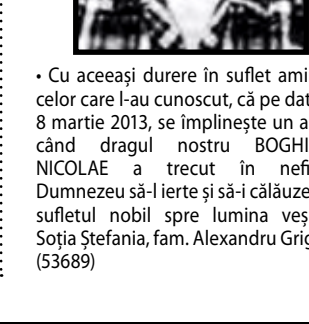 • Cu aceeași durere în suflet ami
celor care l-au cunoscut, că pe dat
8 martie 2013, se împlinește un a
când dragul nostru BOGHI
NICOLAE a trecut în nefi
Dumnezeu să-l ierte și să-i călăuze
sufletul nobil spre lumina veș
Soția Ștefania, fam. Alexandru Grig
(53689)